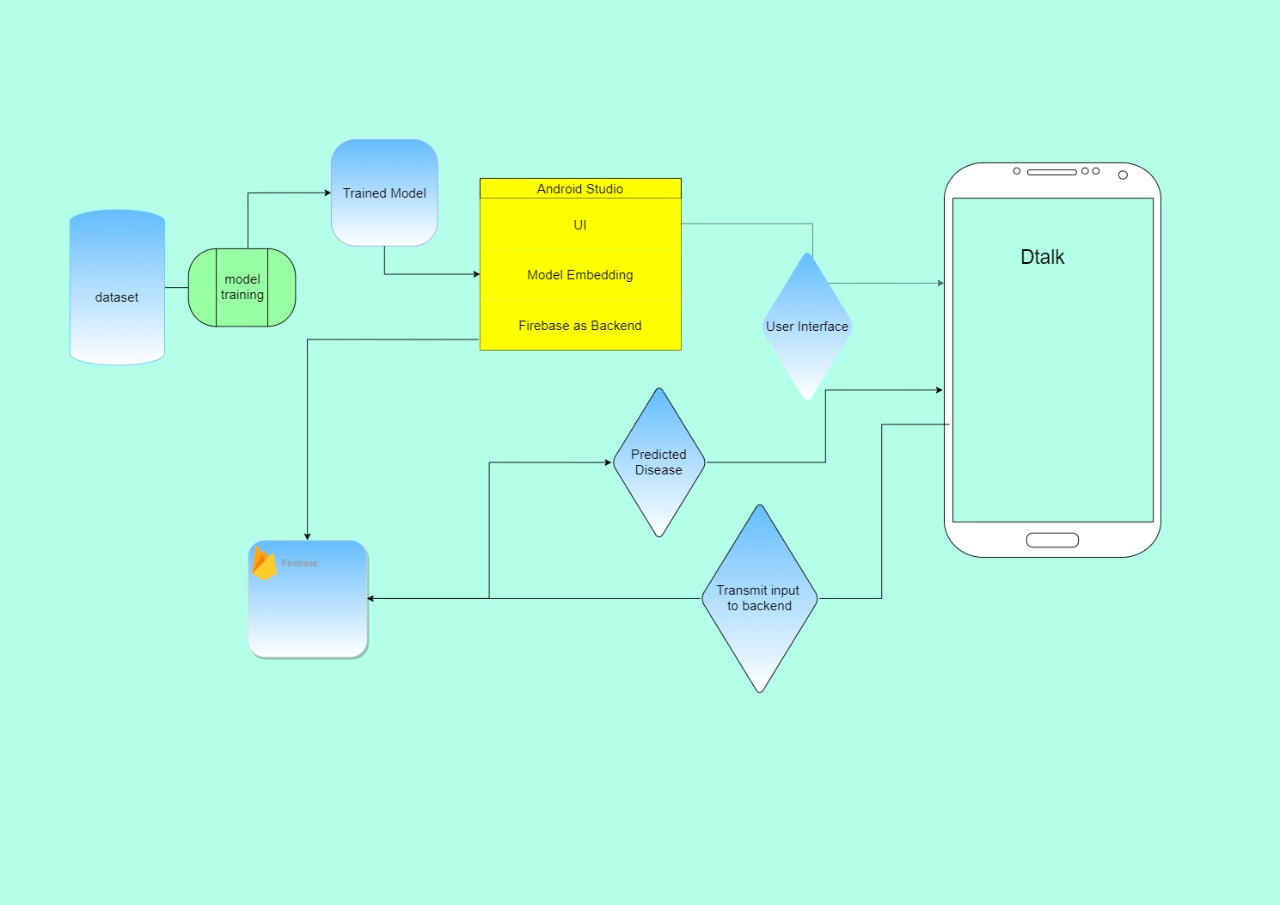 Trained Model
Android Studio
UI
Model Embedding
Firebase as Backend
dataset
model
training
User Interface
Dtalk
Predicted
Disease
Transmit input
to backend
Firebase